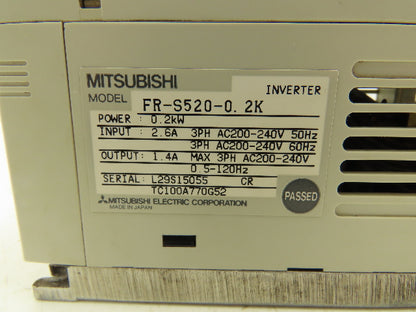 MITSUBISHI
INVERTER
MODEL FR-S520-0.2K
POWER : 0.2kW
INPUT : 2.6A 3PH AC200-240V 50Hz
3PH AC200-240V 60Hz
OUTPUT: 1.4A MAX 3PH AC200-240V
0.5-120Hz
SERIAL: L29S15055 CR
TC100A770G52
PASSED
MITSUBISHI ELECTRIC CORPORATION
MADE IN JAPAN